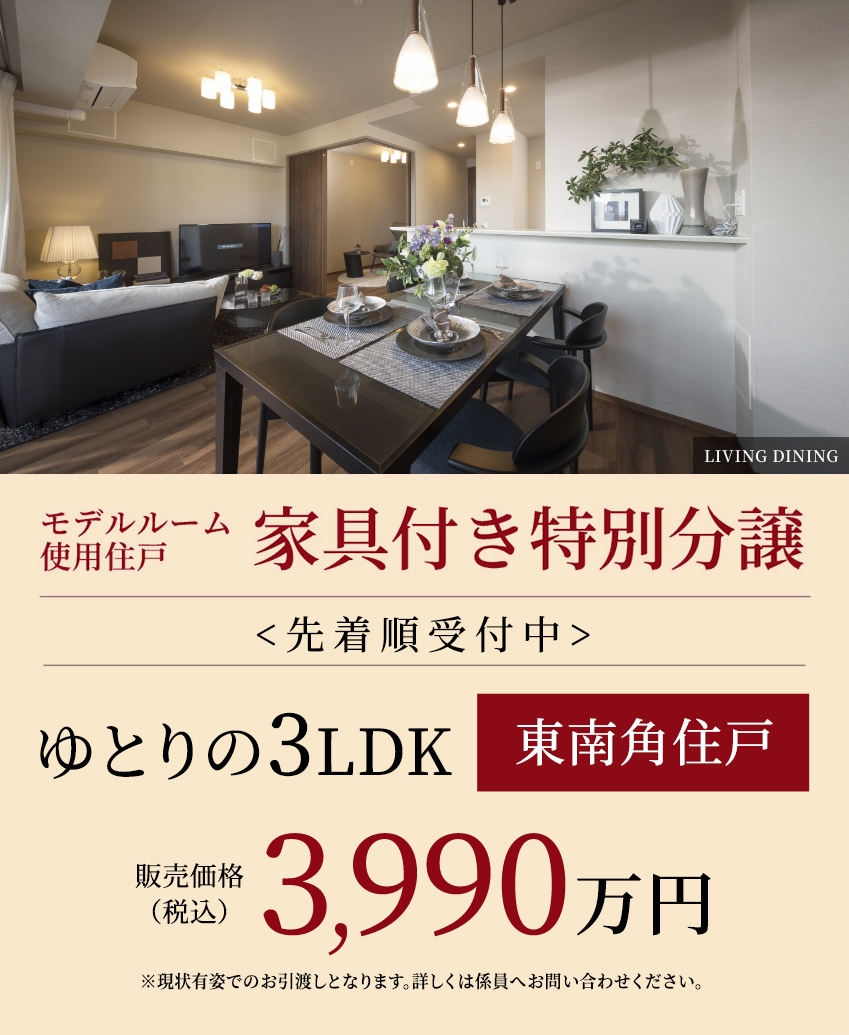 LIVING DINING
モデルルーム
使用住戸
家具付き特別分譲
<先着順受付中>
ゆとりの3LDK
東南角住戸
販売価格
（税込）
3,990万円
※現状有姿でのお引渡しとなります。詳しくは係員へお問い合わせください。